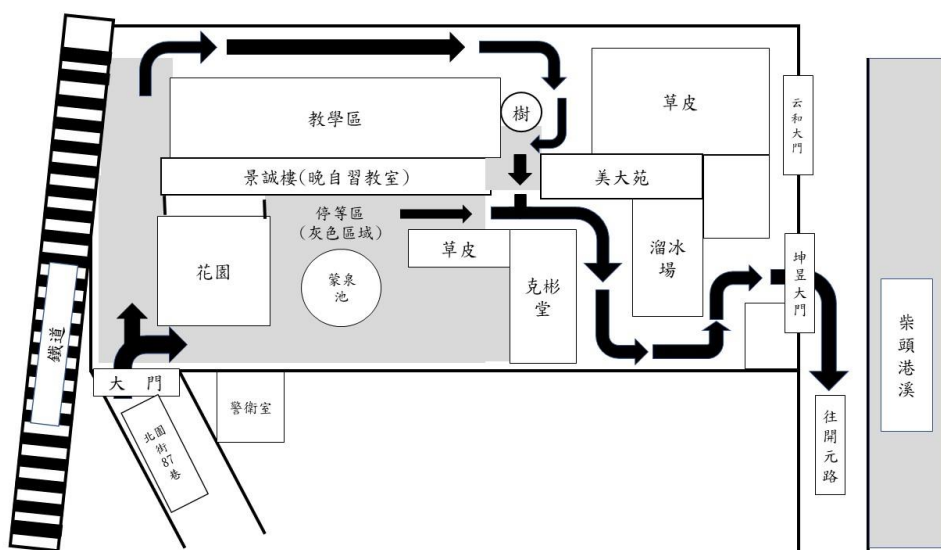 教學區
樹
草皮
云和大門
景誠樓(晚自習教室)
美大苑
停等區
(灰色區域)
草皮
溜冰場
花園
蒙泉池
克彬堂
坤昱大門
鐵道
柴頭港溪
大 門
警衛室
北園街87巷
往開元路